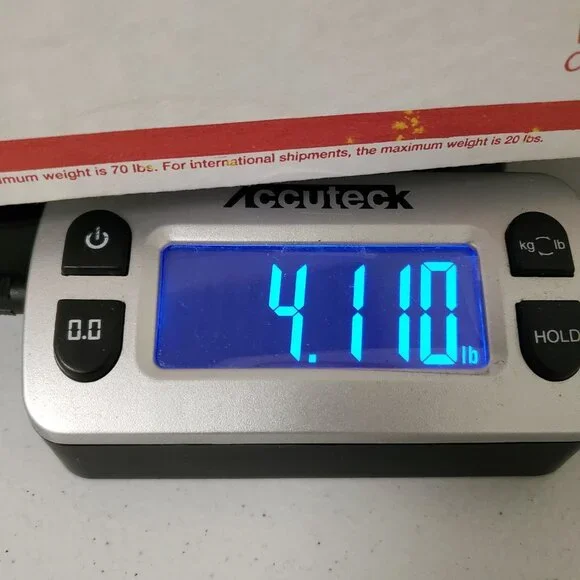 mum weight is 70 lbs. For international shipments, the maximum weight is 20 lbs.
Accuteck
kg lb
0.0
4.110 lb
HOLD